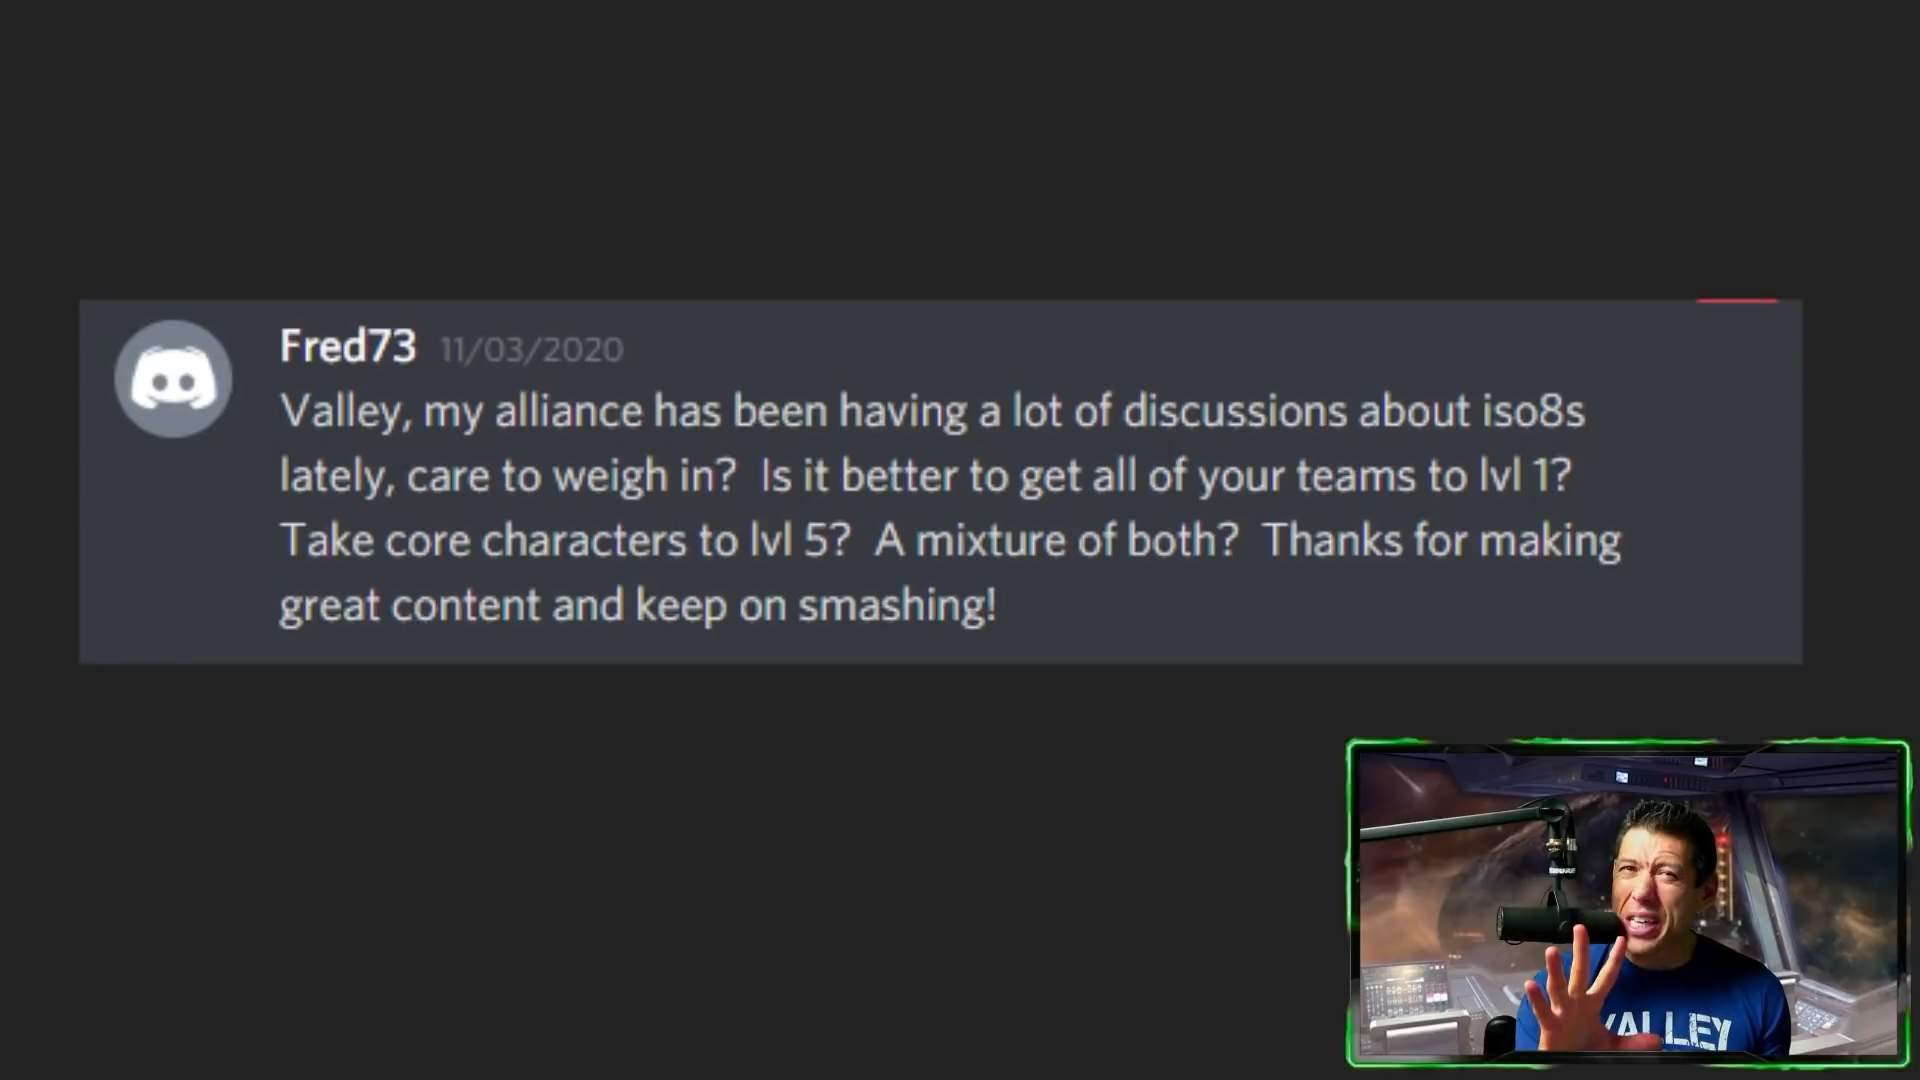 Fred73 11/03/2020
Valley, my alliance has been having a lot of discussions about iso8s
lately, care to weigh in?  Is it better to get all of your teams to lvl 1?
Take core characters to lvl 5?  A mixture of both?  Thanks for making
great content and keep on smashing!
VALLEY